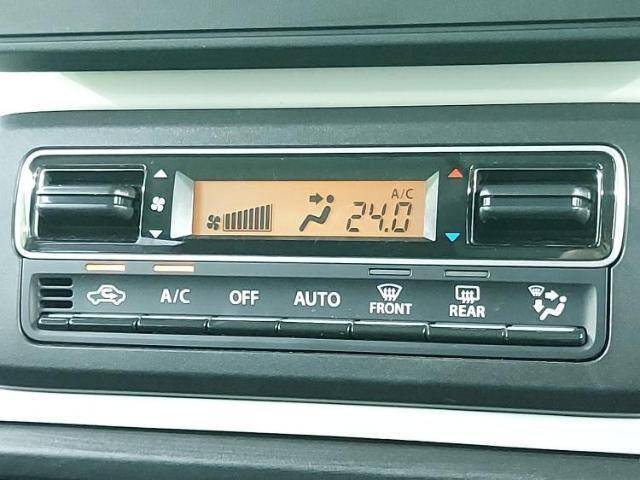 A/C
24.0
A/C OFF AUTO FRONT REAR